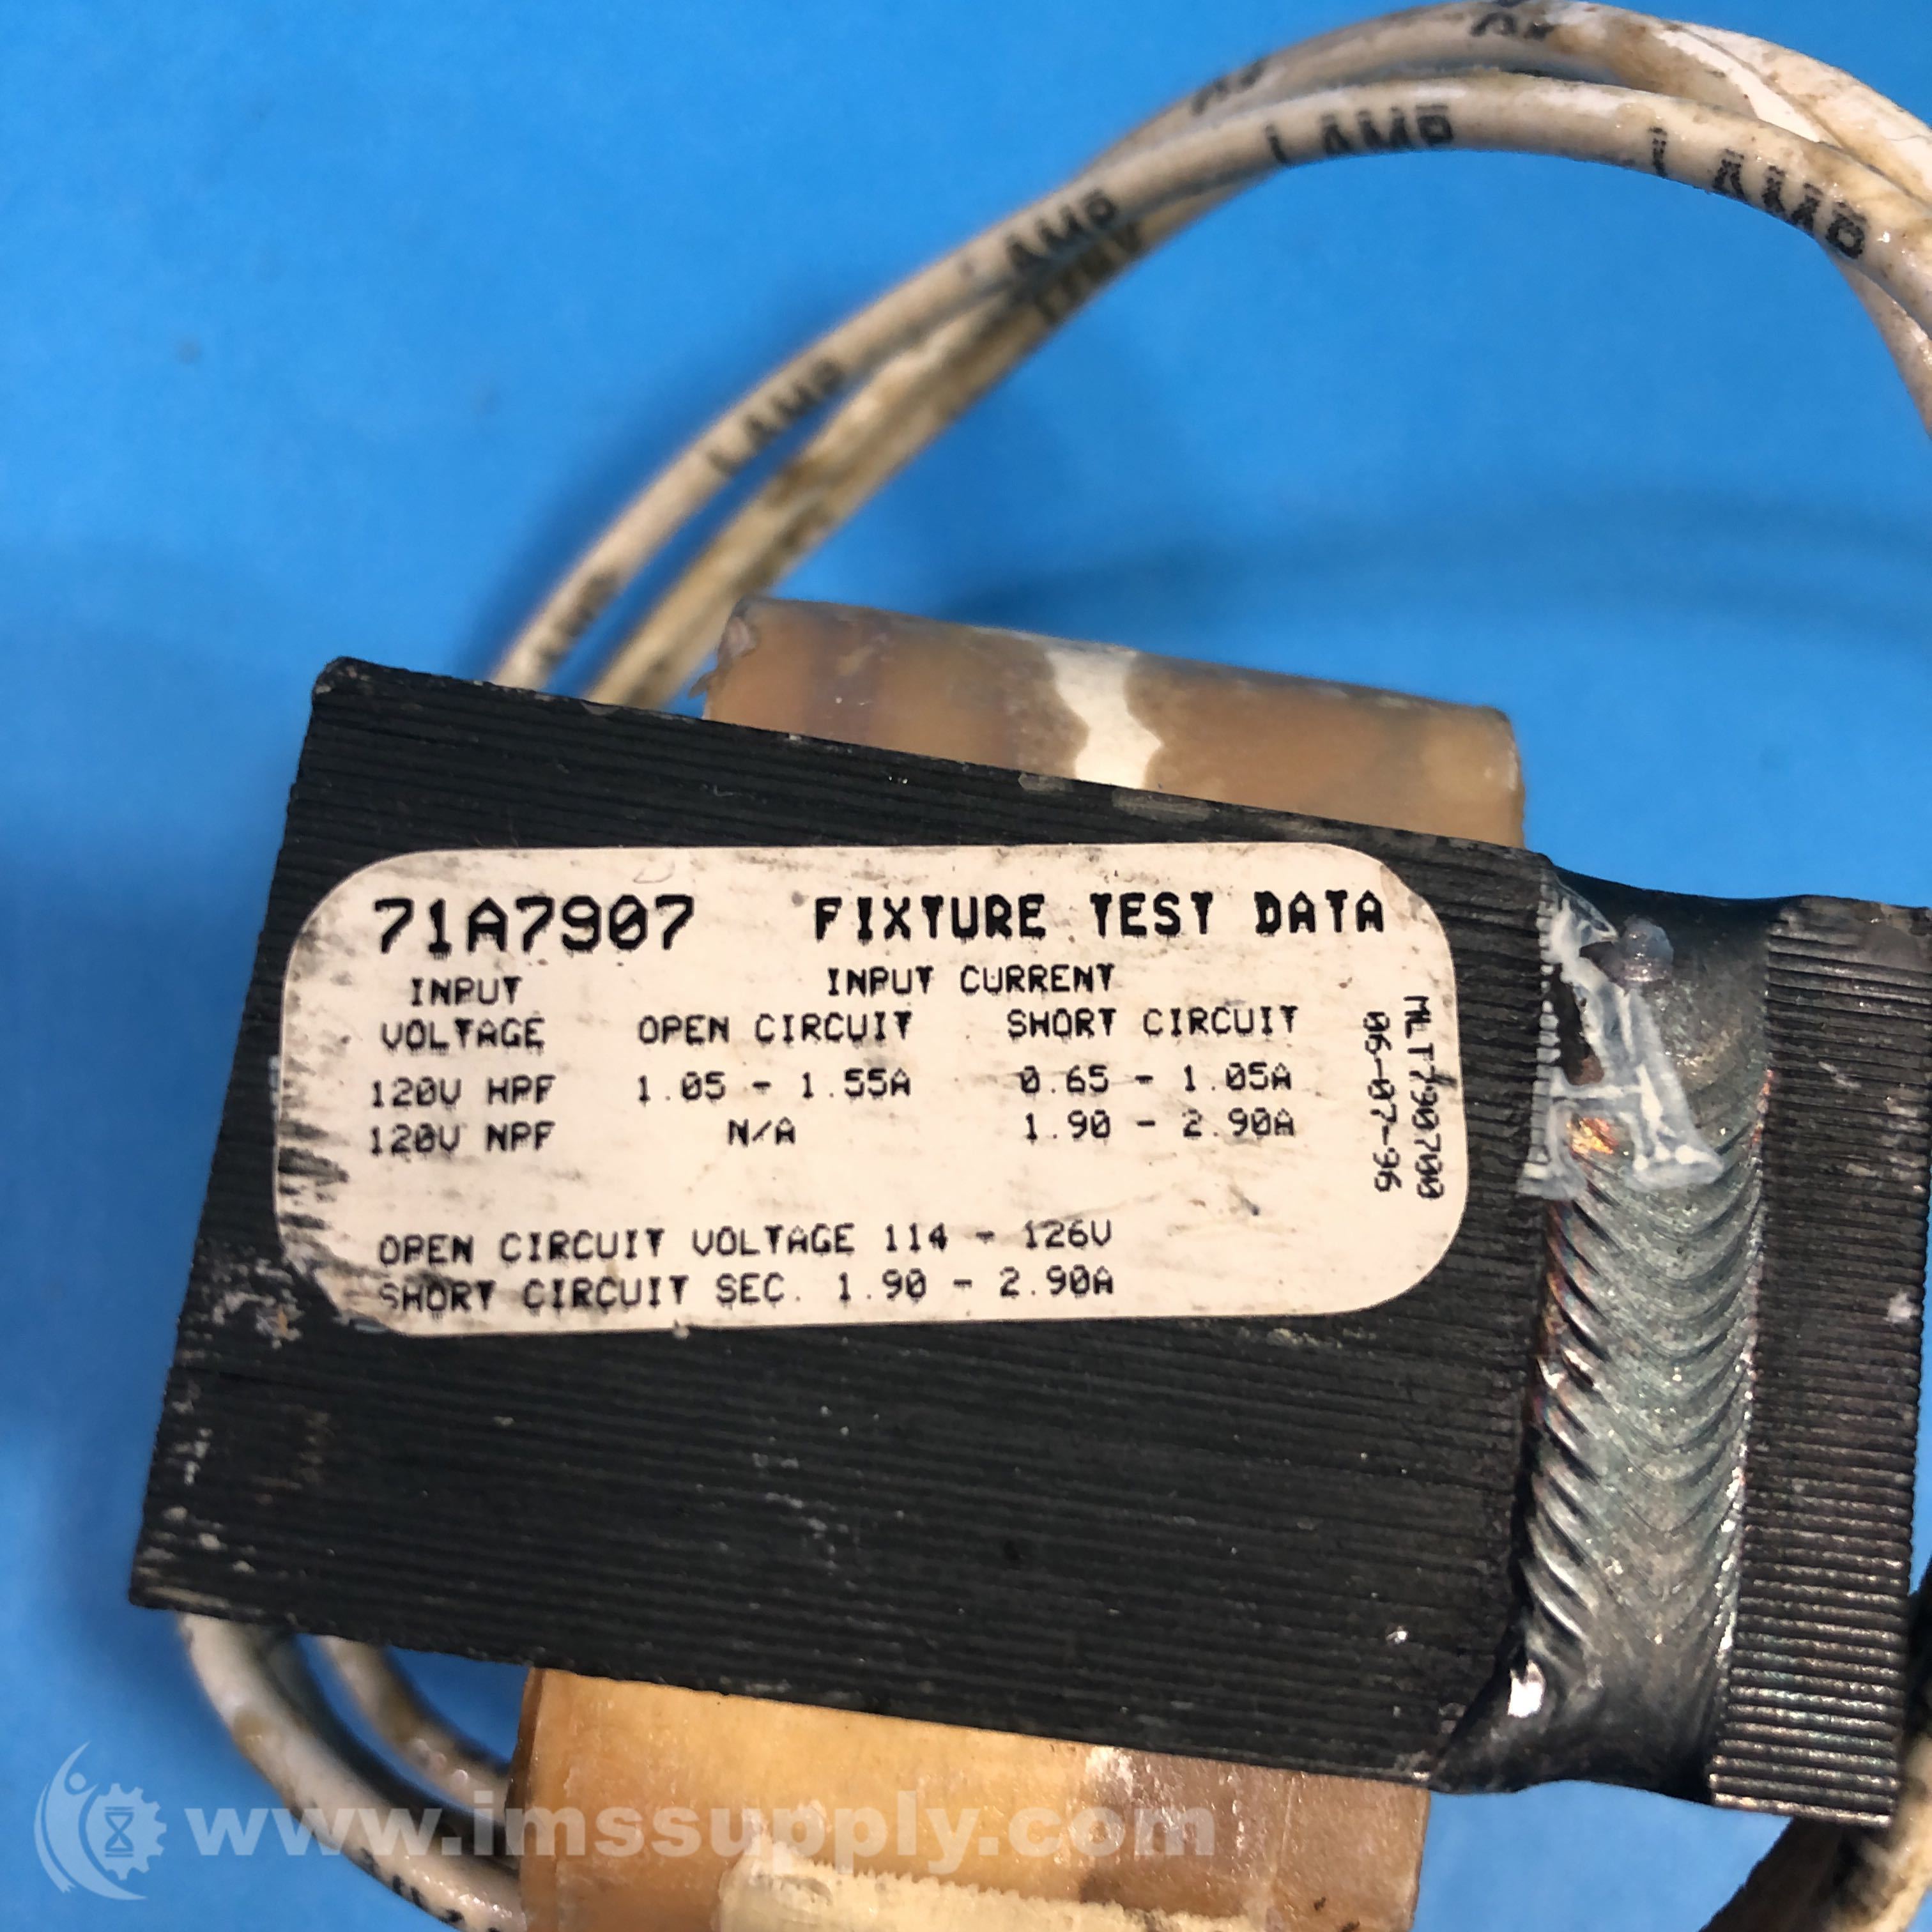 LAMP
LAMP
LAMP
LAMP
71A7907 FIXTURE TEST DATA
INPUT INPUT CURRENT
VOLTAGE OPEN CIRCUIT SHORT CIRCUIT
120V HPF 1.05 - 1.55A 0.65 - 1.05A
120V NPF N/A 1.90 - 2.90A
OPEN CIRCUIT VOLTAGE 114 - 126V
SHORT CIRCUIT SEC. 1.90 - 2.90A
MLT790700
06-07-96
www.imssupply.com